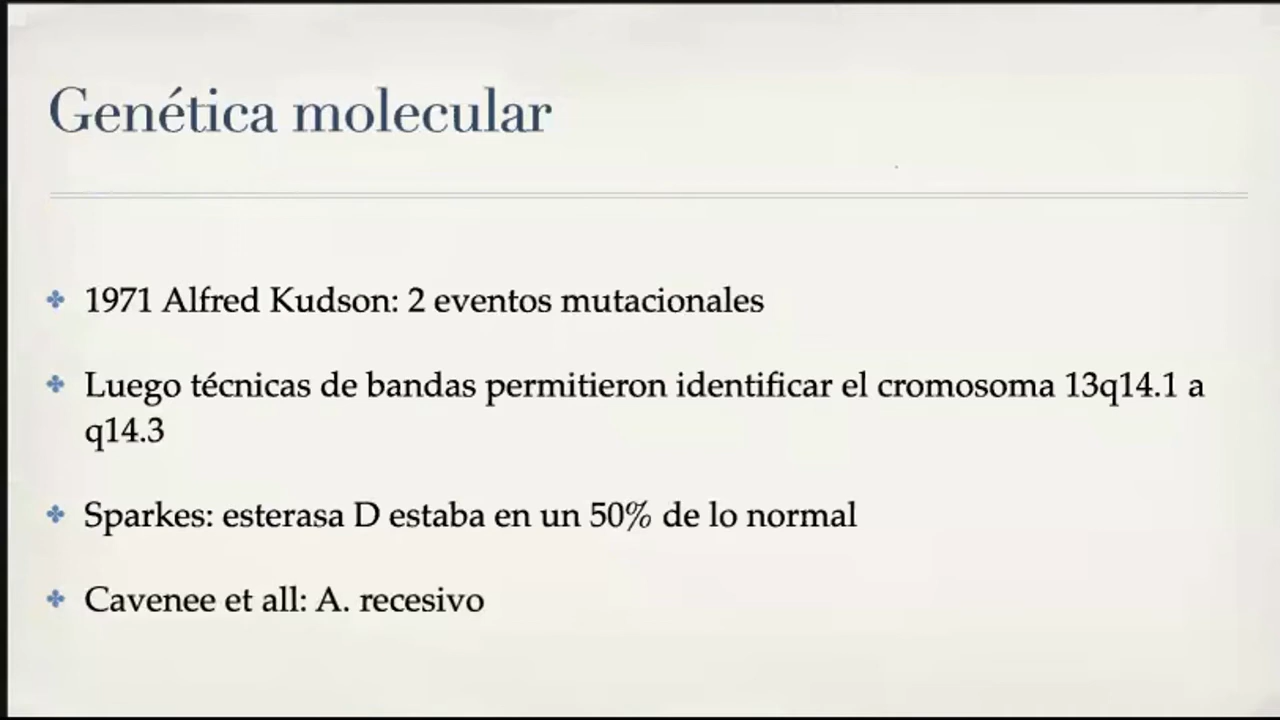 Genética molecular
1971 Alfred Kudson: 2 eventos mutacionales
Luego técnicas de bandas permitieron identificar el cromosoma 13q14.1 a
q14.3
Sparkes: esterasa D estaba en un 50% de lo normal
Cavenee et all: A. recesivo